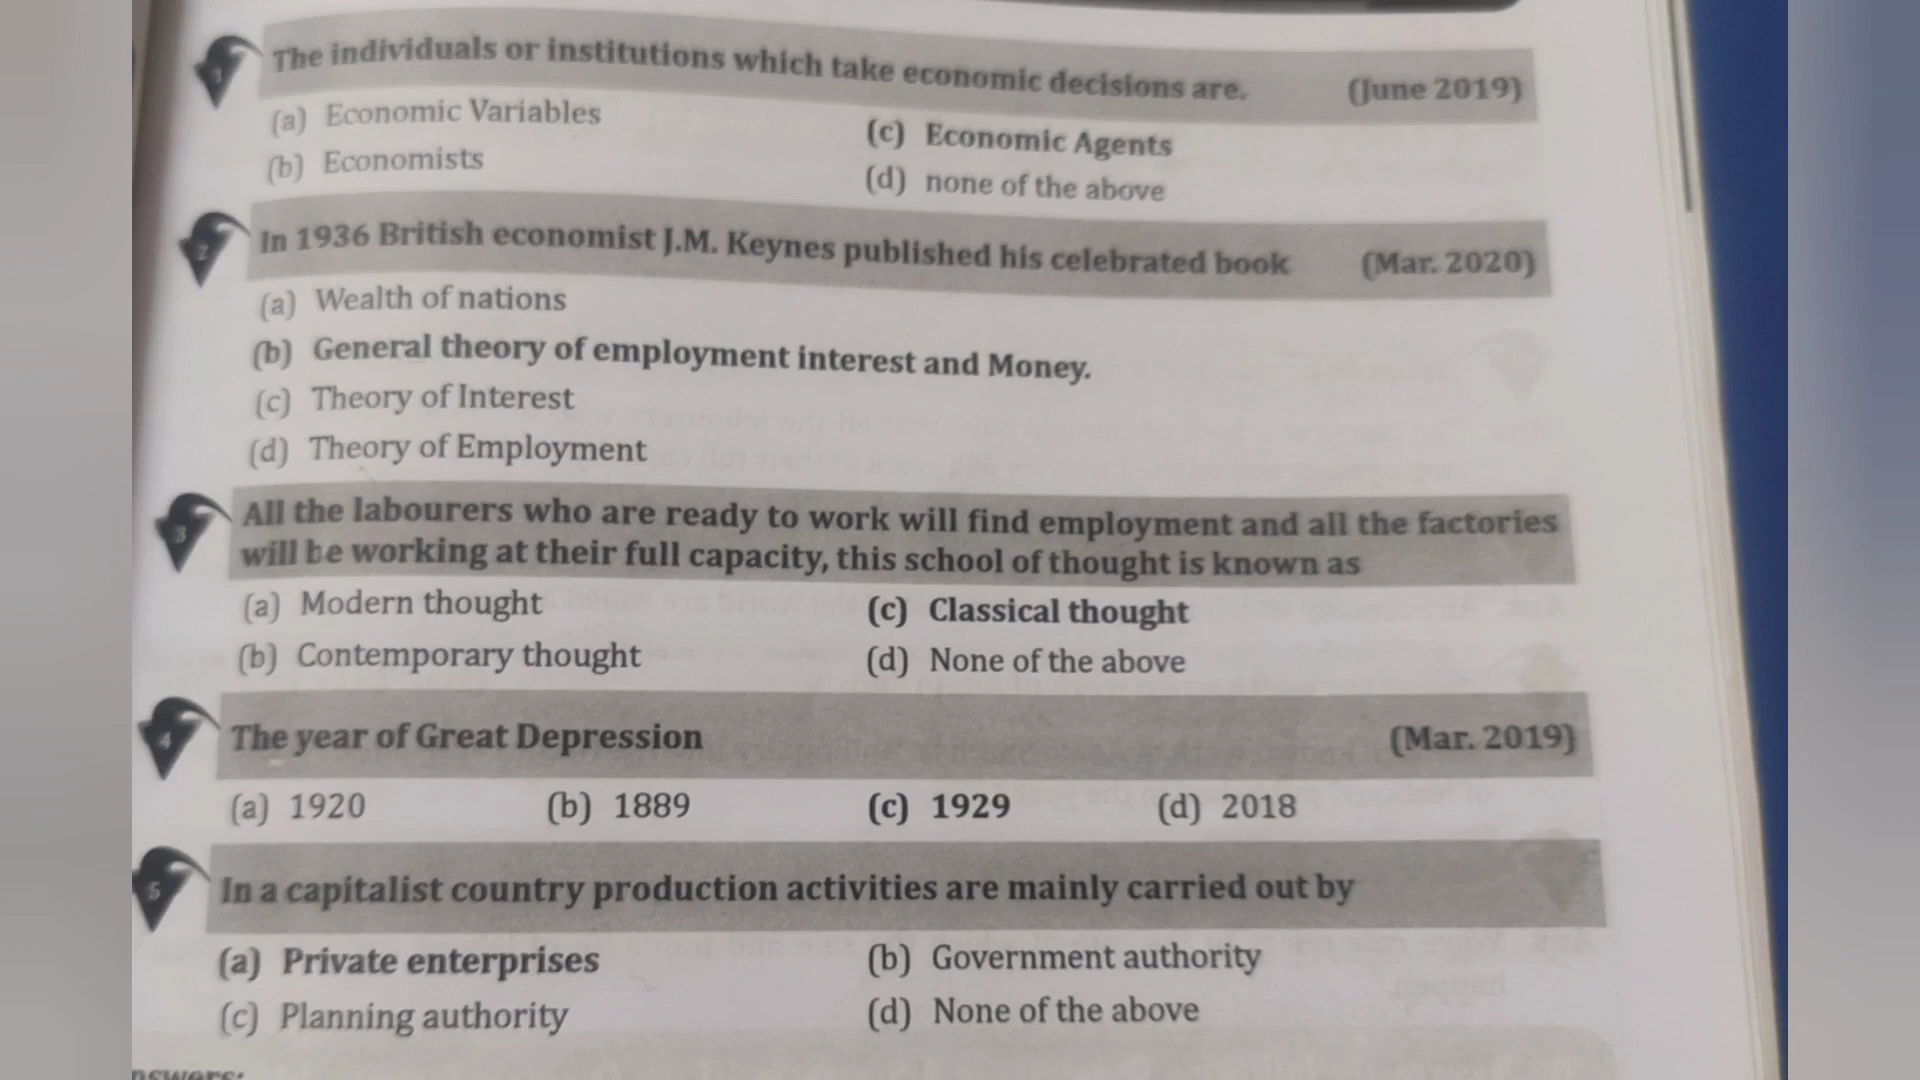 1 The individuals or institutions which take economic decisions are. (June 2019)
(a) Economic Variables (c) Economic Agents
(b) Economists (d) none of the above
2 In 1936 British economist J.M. Keynes published his celebrated book (Mar. 2020)
(a) Wealth of nations
(b) General theory of employment interest and Money.
(c) Theory of Interest
(d) Theory of Employment
3 All the labourers who are ready to work will find employment and all the factories
will be working at their full capacity, this school of thought is known as
(a) Modern thought (c) Classical thought
(b) Contemporary thought (d) None of the above
4 The year of Great Depression (Mar. 2019)
(a) 1920 (b) 1889 (c) 1929 (d) 2018
5 In a capitalist country production activities are mainly carried out by
(a) Private enterprises (b) Government authority
(c) Planning authority (d) None of the above